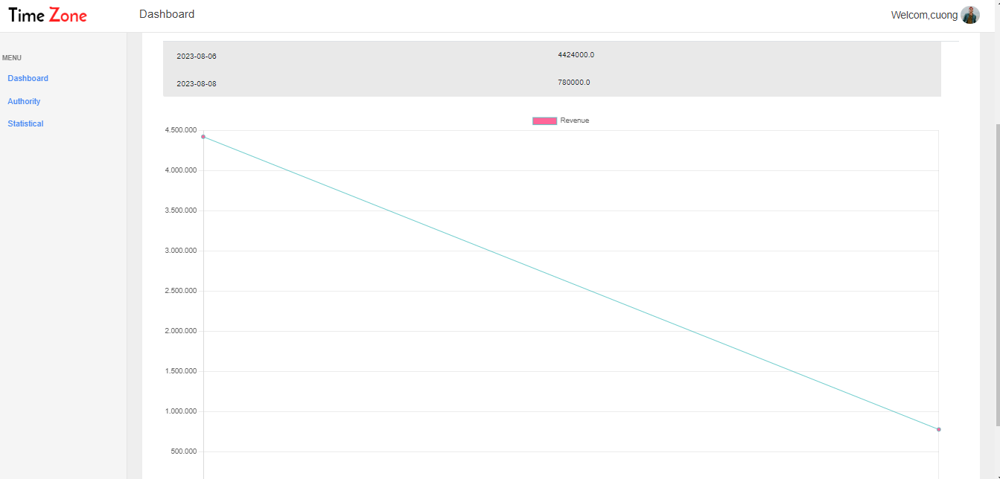 Time Zone
Dashboard
Welcom,cuong
MENU
Dashboard
Authority
Statistical
2023-08-06 4424000.0
2023-08-08 780000.0
Revenue
4.500.000
4.000.000
3.500.000
3.000.000
2.500.000
2.000.000
1.500.000
1.000.000
500.000